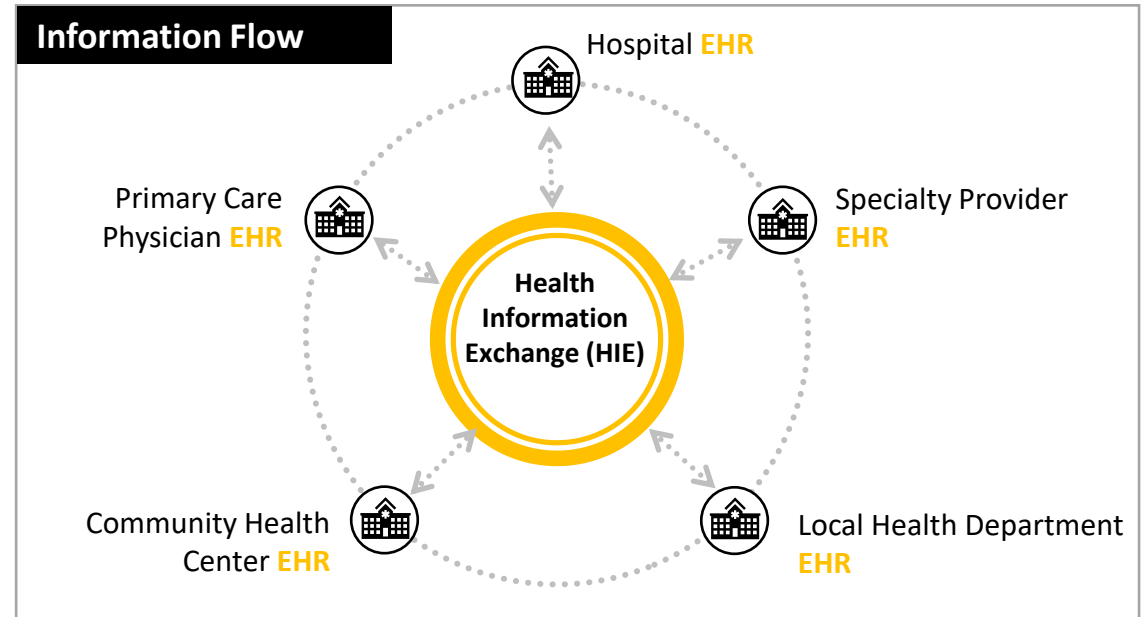 Information Flow
Hospital EHR
Primary Care
Physician EHR
Specialty Provider
EHR
Health
Information
Exchange (HIE)
Community Health
Center EHR
Local Health Department
EHR